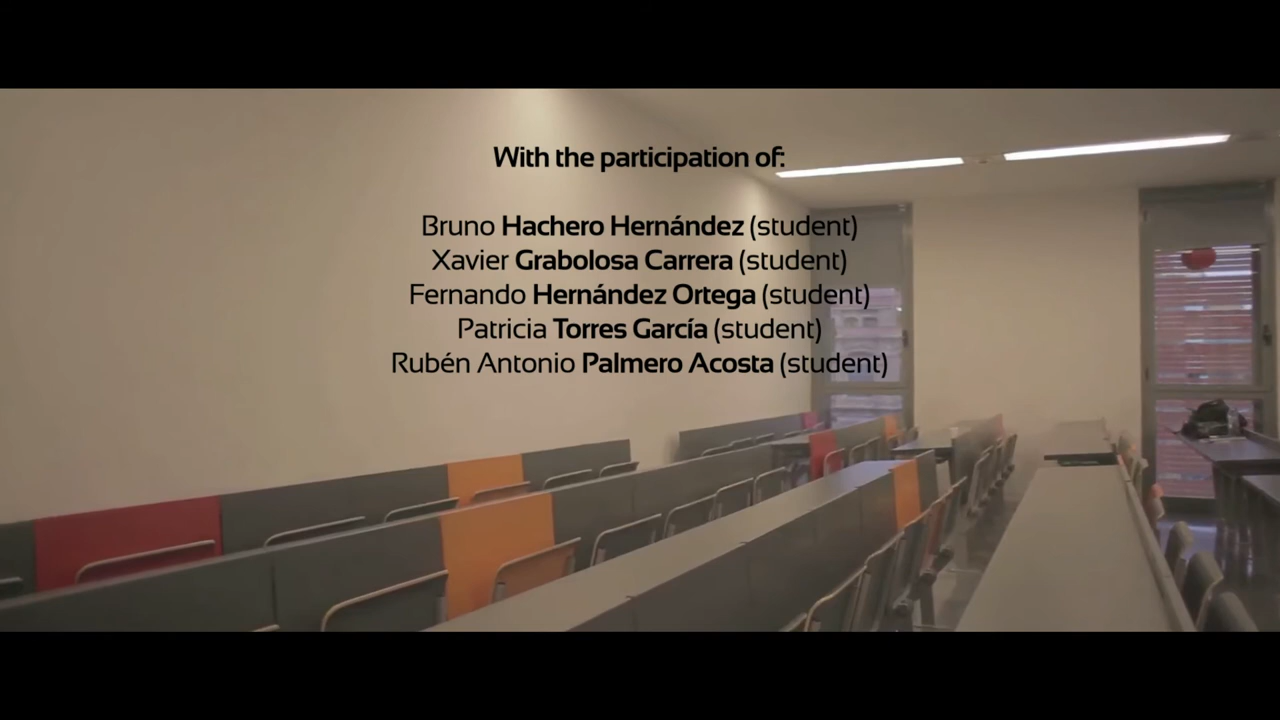 With the participation of:
Bruno Hachero Hernández (student)
Xavier Grabolosa Carrera (student)
Fernando Hernández Ortega (student)
Patricia Torres García (student)
Rubén Antonio Palmero Acosta (student)